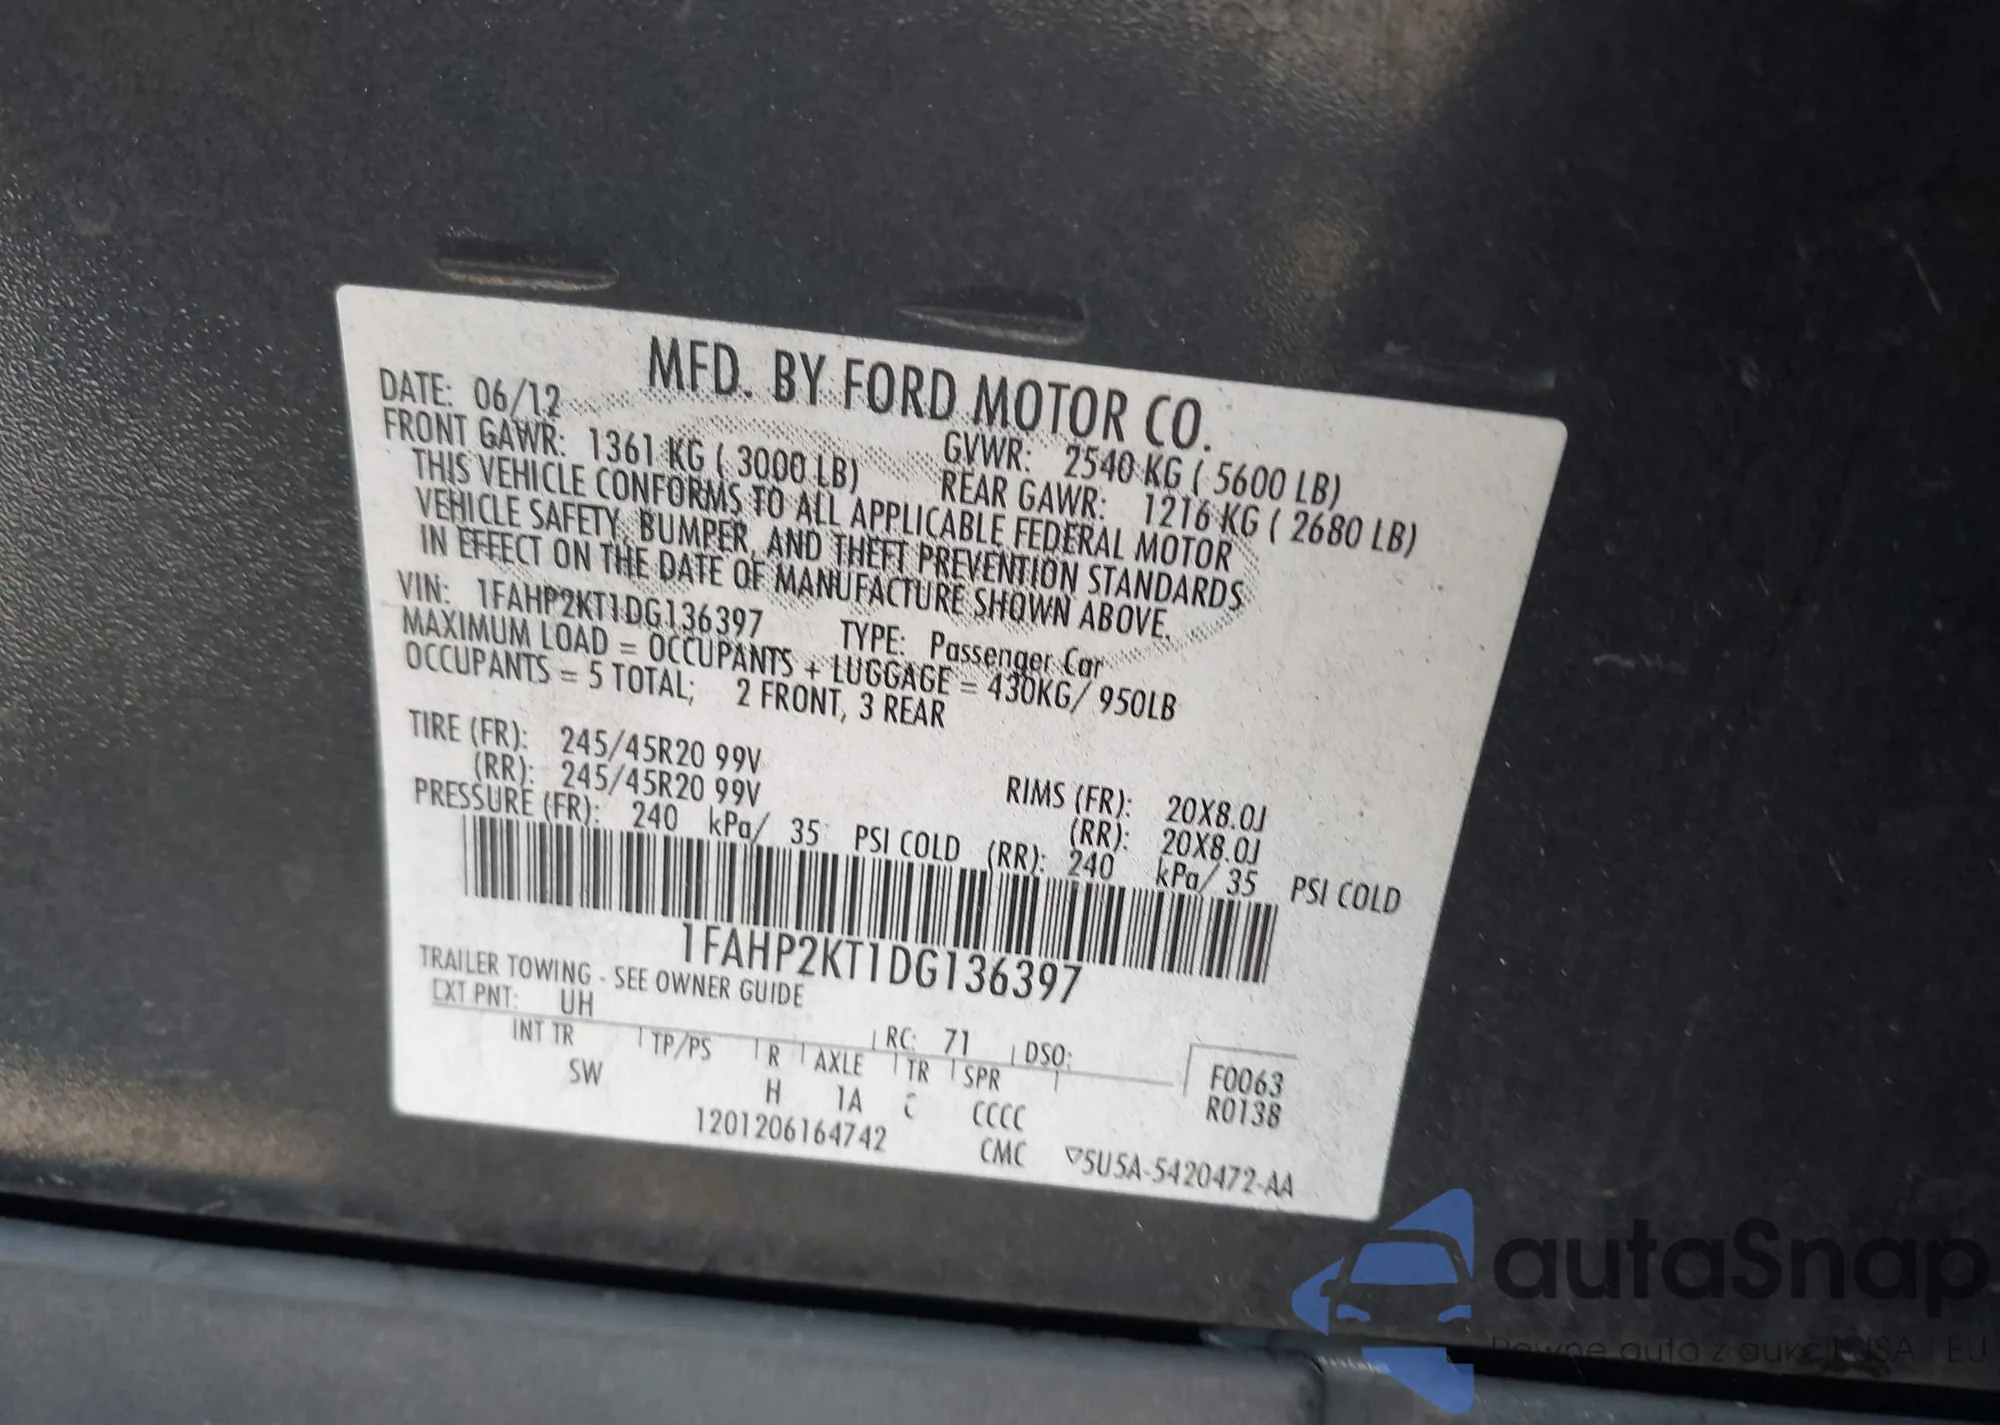 MFD. BY FORD MOTOR CO.
DATE: 06/12 GVWR: 2540 KG ( 5600 LB)
FRONT GAWR: 1361 KG ( 3000 LB) REAR GAWR: 1216 KG ( 2680 LB)
THIS VEHICLE CONFORMS TO ALL APPLICABLE FEDERAL MOTOR
VEHICLE SAFETY, BUMPER, AND THEFT PREVENTION STANDARDS
IN EFFECT ON THE DATE OF MANUFACTURE SHOWN ABOVE.
VIN: 1FAHP2KT1DG136397 TYPE: Passenger Car
MAXIMUM LOAD = OCCUPANTS + LUGGAGE = 430KG/ 950LB
OCCUPANTS = 5 TOTAL; 2 FRONT, 3 REAR
TIRE (FR): 245/45R20 99V RIMS (FR): 20X8.0J
(RR): 245/45R20 99V (RR): 20X8.0J
PRESSURE (FR): 240 kPa/ 35 PSI COLD (RR): 240 kPa/ 35 PSI COLD
1FAHP2KT1DG136397
TRAILER TOWING - SEE OWNER GUIDE
EXT PNT: UH RC: 71 DSO: F0063
INT TR TP/PS R AXLE TR SPR R0138
SW H 1A C CCCC
1201206164742 CMC ▽5U5A-5420472-AA
autaSnap
Pewne auta z aukcji USA i EU